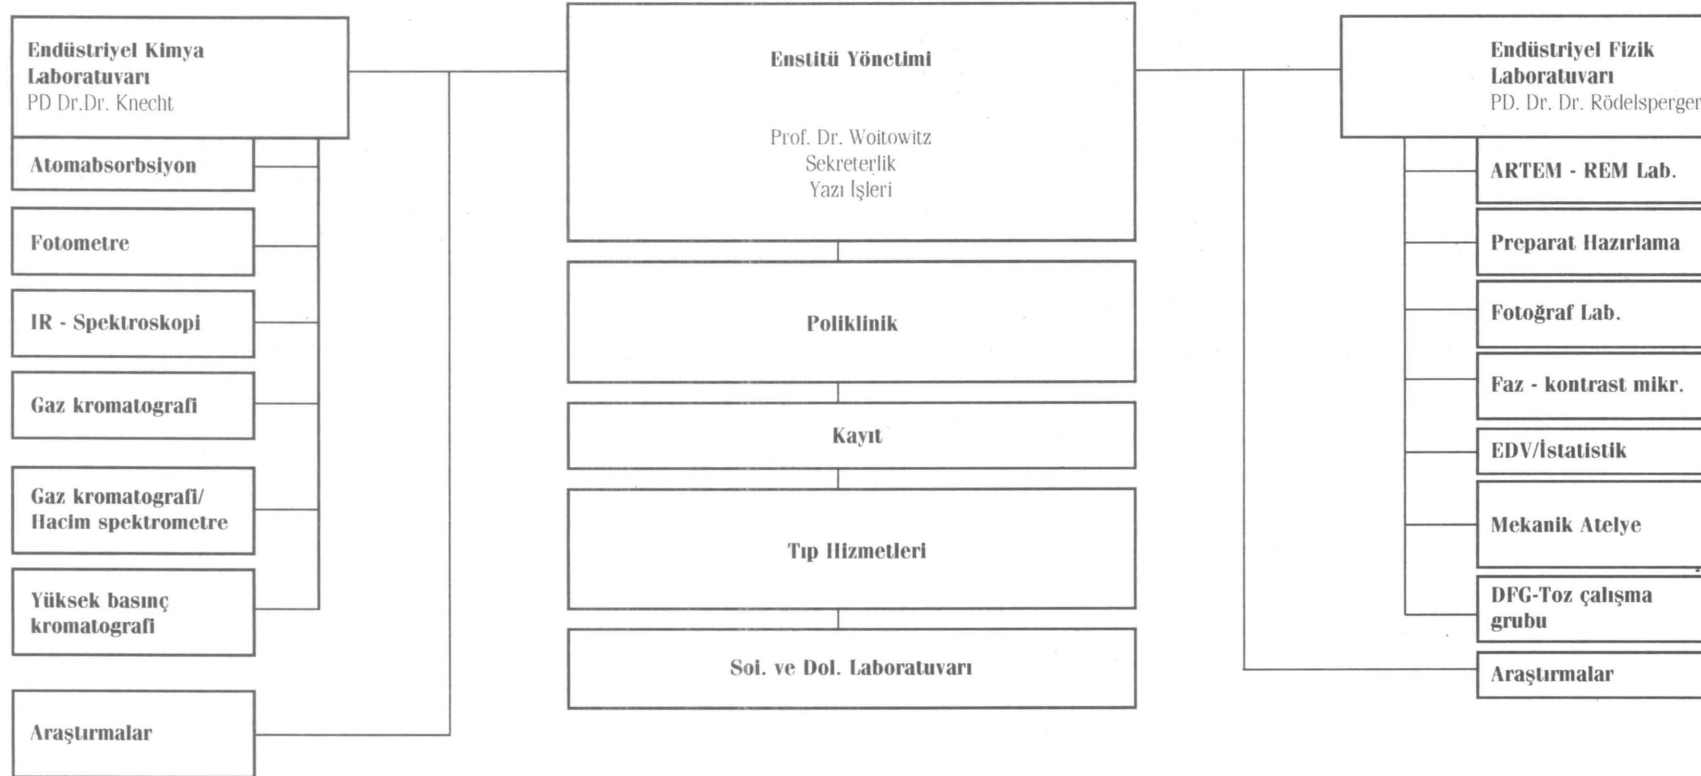 Endüstriyel Kimya
Laboratuvarı
PD Dr.Dr. Knecht
Atomabsorbsiyon
Fotometre
IR - Spektroskopi
Gaz kromatografi
Gaz kromatografi/
Hacim spektrometre
Yüksek basınç
kromatografi
Araştırmalar
Enstitü Yönetimi
Prof. Dr. Woitowitz
Sekreterlik
Yazı İşleri
Poliklinik
Kayıt
Tıp Hizmetleri
Soi. ve Dol. Laboratuvarı
Endüstriyel Fizik
Laboratuvarı
PD. Dr. Dr. Rödelsperger
ARTEM - REM Lab.
Preparat Hazırlama
Fotoğraf Lab.
Faz - kontrast mikr.
EDV/İstatistik
Mekanik Atelye
DFG-Toz çalışma
grubu
Araştırmalar